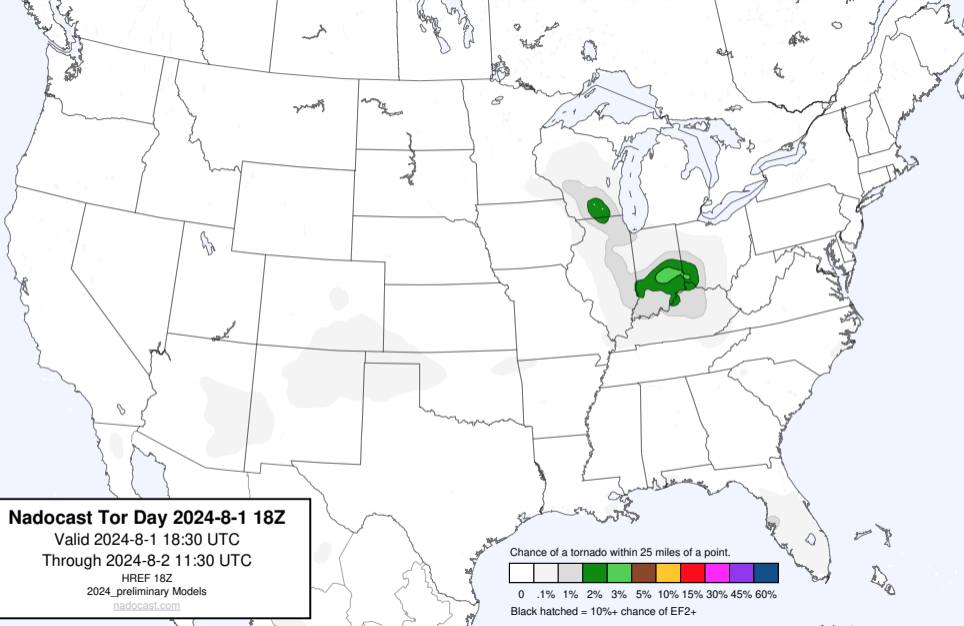 Nadocast Tor Day 2024-8-1 18Z
Valid 2024-8-1 18:30 UTC
Through 2024-8-2 11:30 UTC
HREF 18Z
2024_preliminary Models
nadocast.com
Chance of a tornado within 25 miles of a point.
0 .1% 1% 2% 3% 5% 10% 15% 30% 45% 60%
Black hatched = 10%+ chance of EF2+